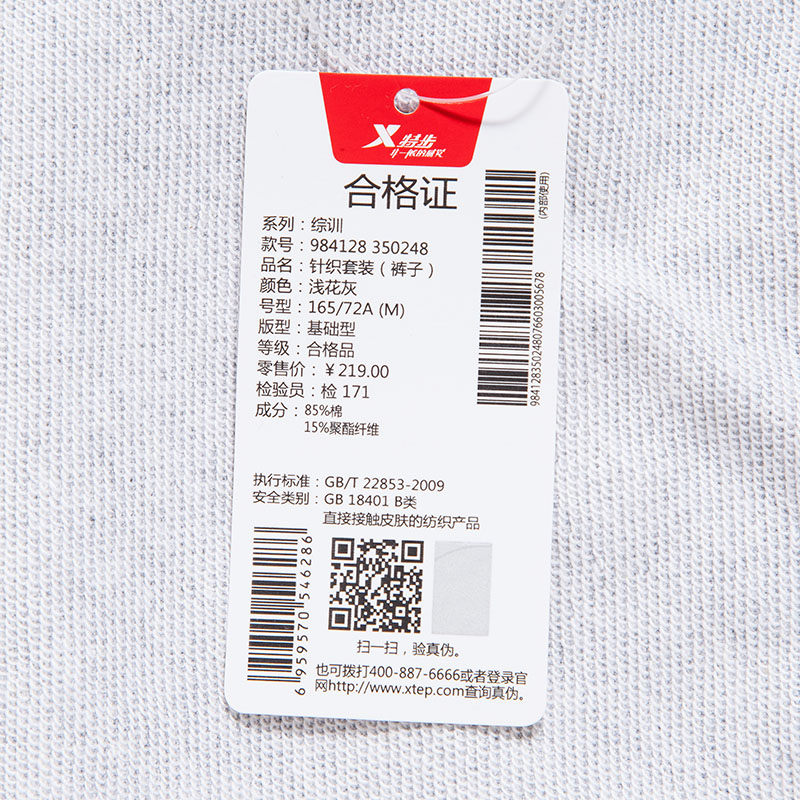 X 特步
非一般的感觉
合格证
系列：综训
款号：984128 350248
品名：针织套装（裤子）
颜色：浅花灰
号型：165/72A (M)
版型：基础型
等级：合格品
零售价：￥219.00
检验员：检 171
成分：85%棉
15%聚酯纤维
(内部使用)
984128350248076603005678
执行标准：GB/T 22853-2009
安全类别：GB 18401 B类
直接接触皮肤的纺织产品
6 959570 546286
扫一扫，验真伪。
也可拨打400-887-6666或者登录官
网http://www.xtep.com查询真伪。